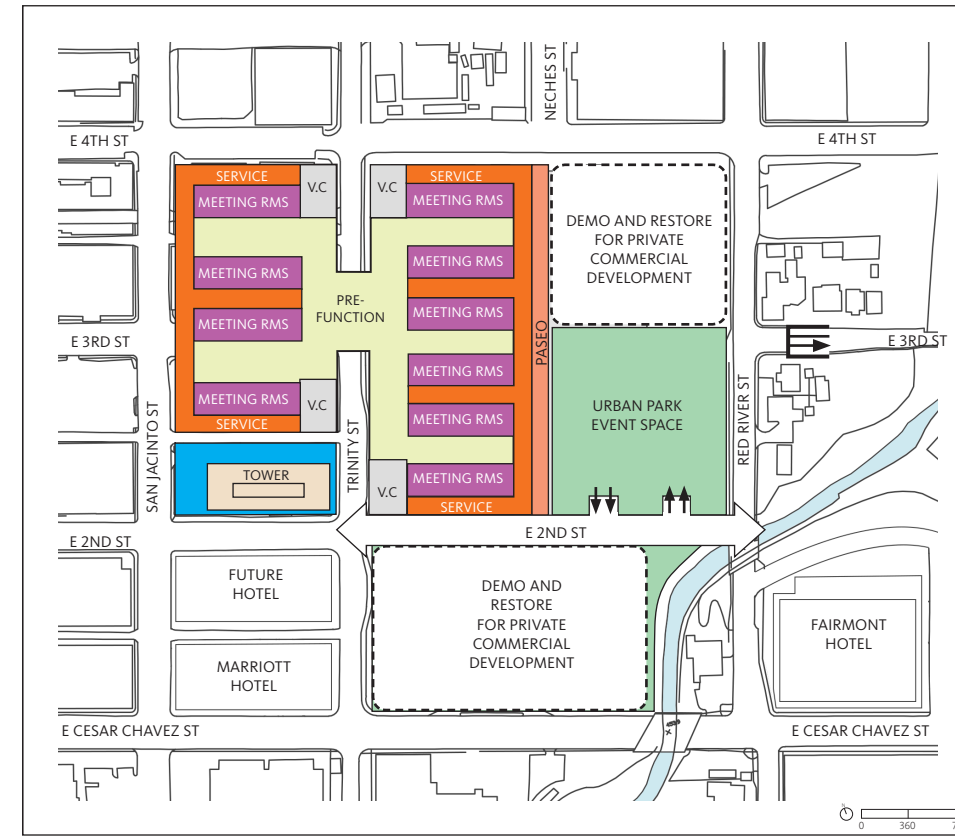 NECHES ST
E 4TH ST
E 4TH ST
SERVICE
V.C
V.C
SERVICE
MEETING RMS
MEETING RMS
DEMO AND RESTORE
FOR PRIVATE
COMMERCIAL
DEVELOPMENT
MEETING RMS
MEETING RMS
PRE-
FUNCTION
MEETING RMS
MEETING RMS
E 3RD ST
PASEO
E 3RD ST
MEETING RMS
MEETING RMS
V.C
SERVICE
MEETING RMS
URBAN PARK
EVENT SPACE
RED RIVER ST
SAN JACINTO ST
TRINITY ST
TOWER
V.C
MEETING RMS
SERVICE
E 2ND ST
E 2ND ST
FUTURE
HOTEL
DEMO AND
RESTORE
FOR PRIVATE
COMMERCIAL
DEVELOPMENT
FAIRMONT
HOTEL
MARRIOTT
HOTEL
E CESAR CHAVEZ ST
E CESAR CHAVEZ ST
N
0
360